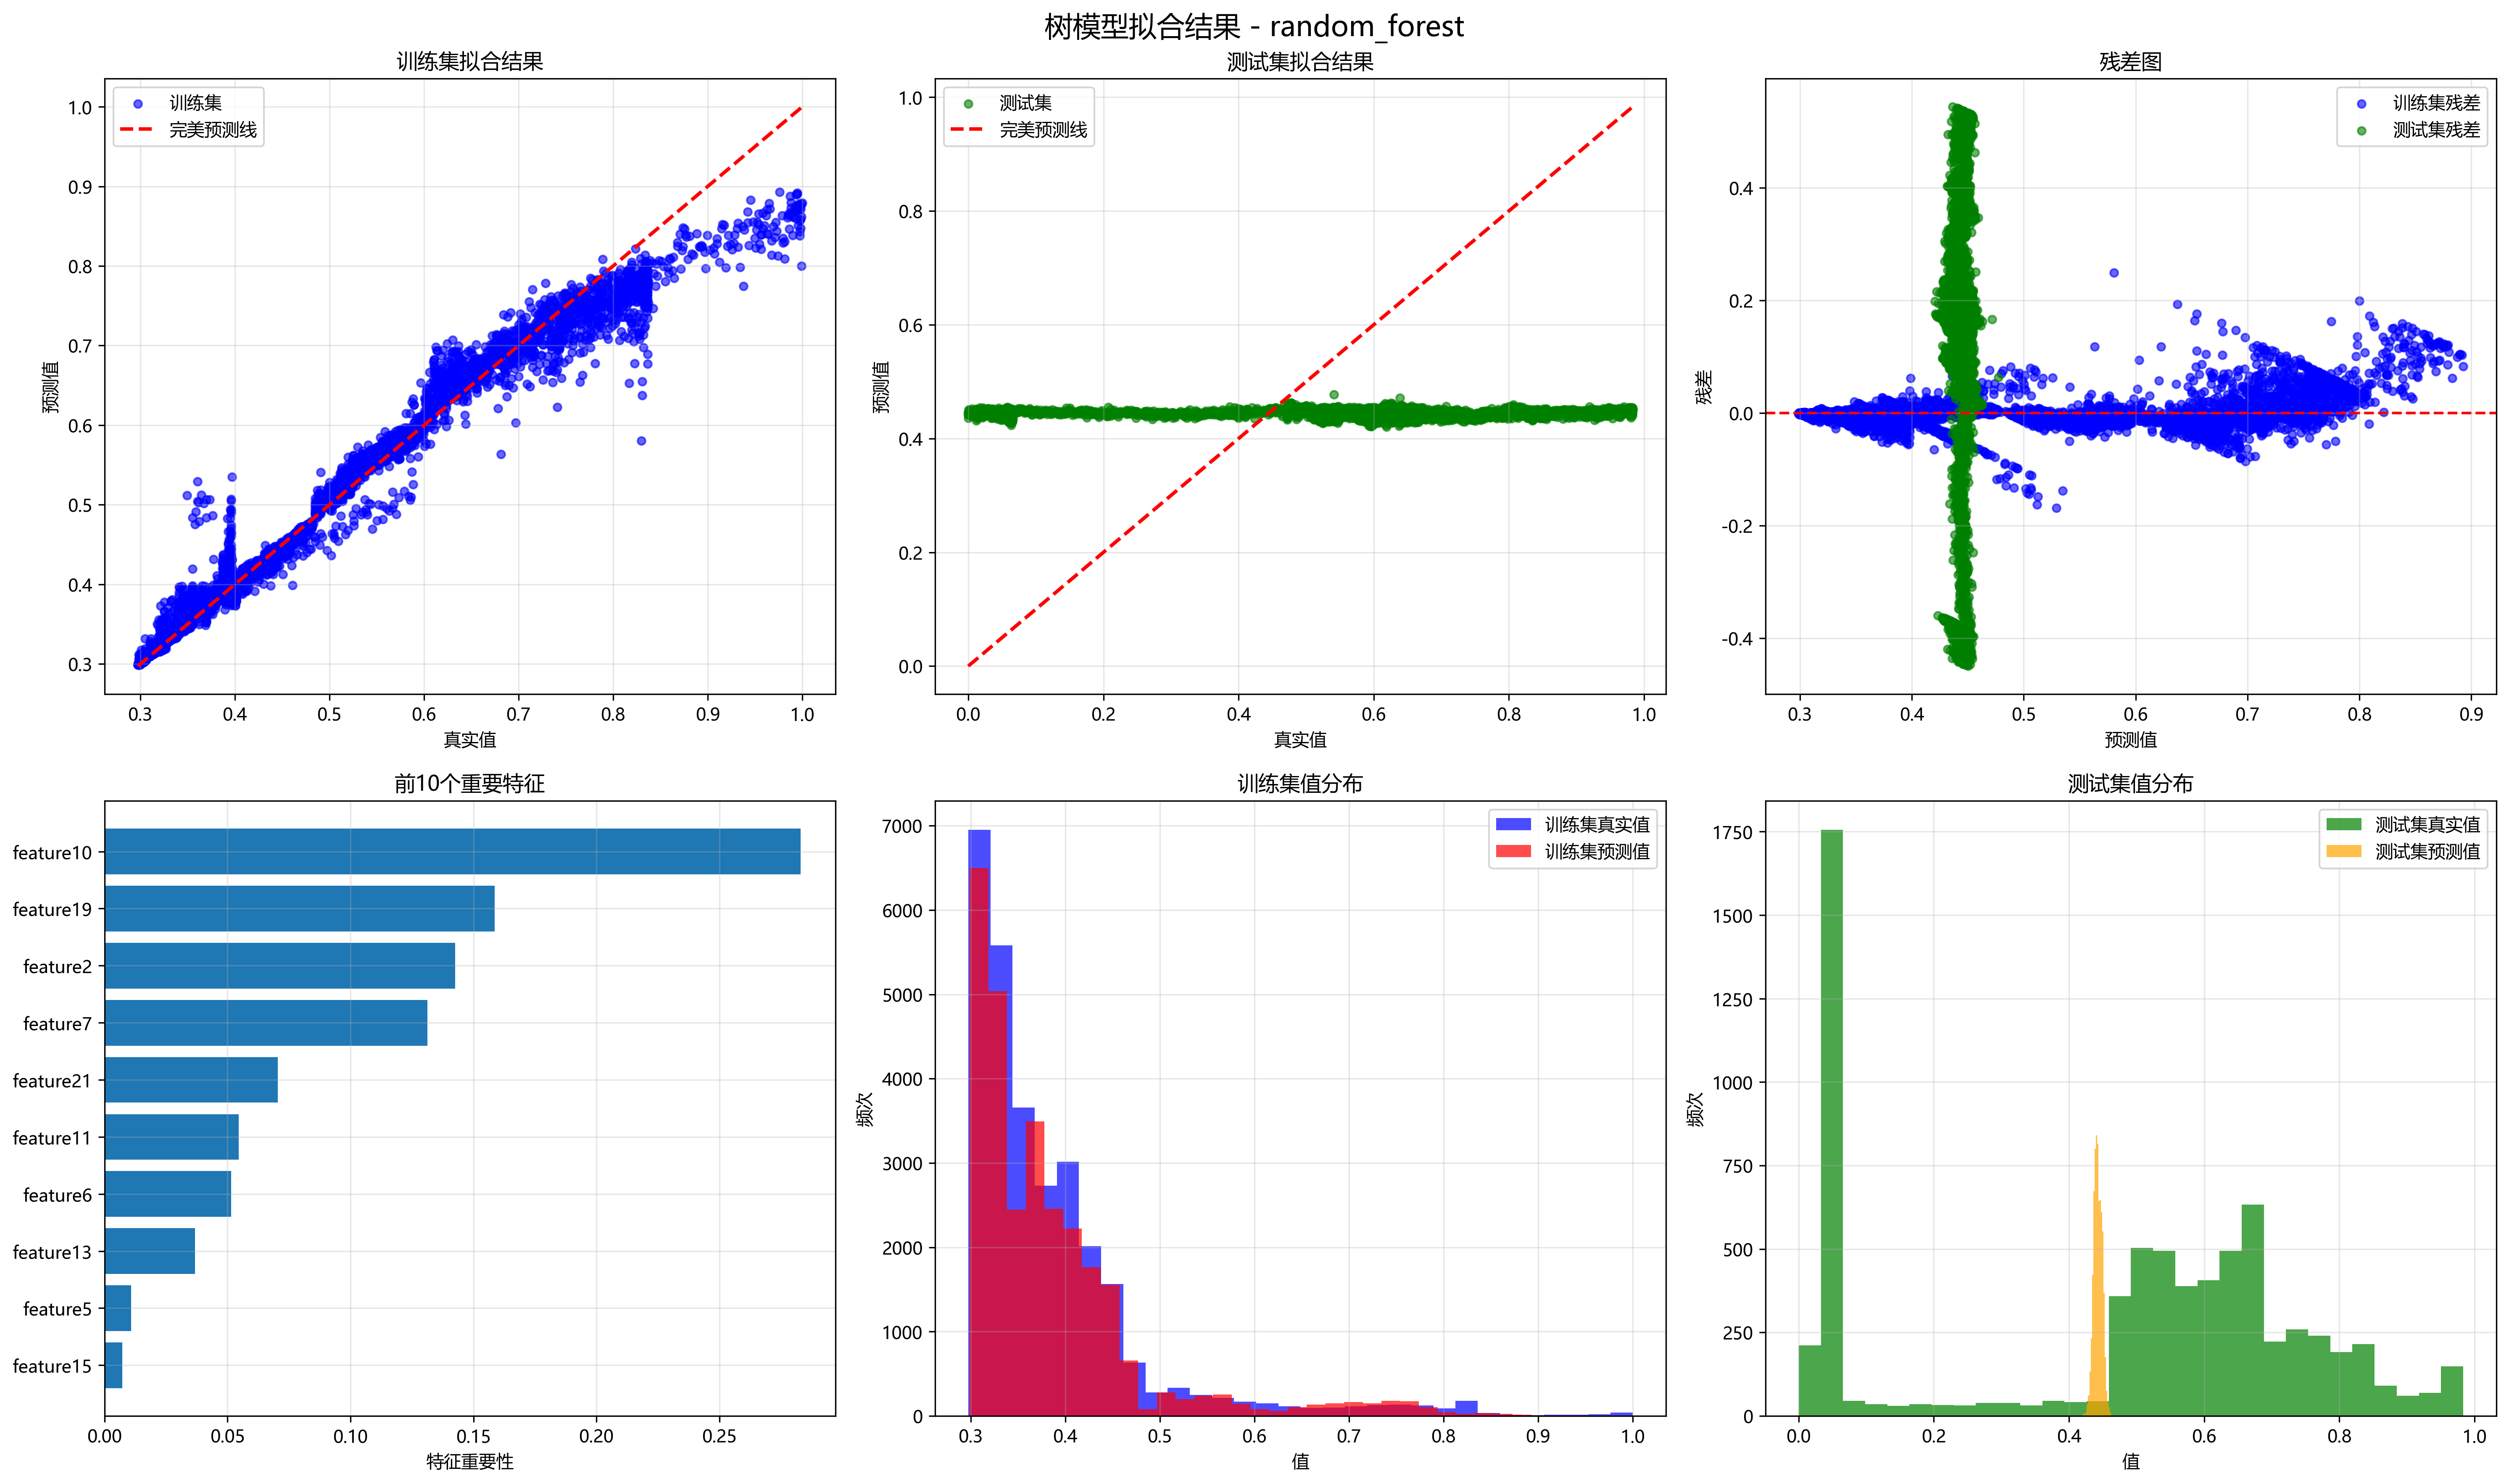 树模型拟合结果 - random_forest
训练集拟合结果
训练集
完美预测线
预测值
1.0
0.9
0.8
0.7
0.6
0.5
0.4
0.3
0.3 0.4 0.5 0.6 0.7 0.8 0.9 1.0
真实值
测试集拟合结果
测试集
完美预测线
预测值
1.0
0.8
0.6
0.4
0.2
0.0
0.0 0.2 0.4 0.6 0.8 1.0
真实值
残差图
训练集残差
测试集残差
残差
0.4
0.2
0.0
-0.2
-0.4
0.3 0.4 0.5 0.6 0.7 0.8 0.9
预测值
前10个重要特征
feature10
feature19
feature2
feature7
feature21
feature11
feature6
feature13
feature5
feature15
0.00 0.05 0.10 0.15 0.20 0.25
特征重要性
训练集值分布
训练集真实值
训练集预测值
频次
7000
6000
5000
4000
3000
2000
1000
0
0.3 0.4 0.5 0.6 0.7 0.8 0.9 1.0
值
测试集值分布
测试集真实值
测试集预测值
频次
1750
1500
1250
1000
750
500
250
0
0.0 0.2 0.4 0.6 0.8 1.0
值